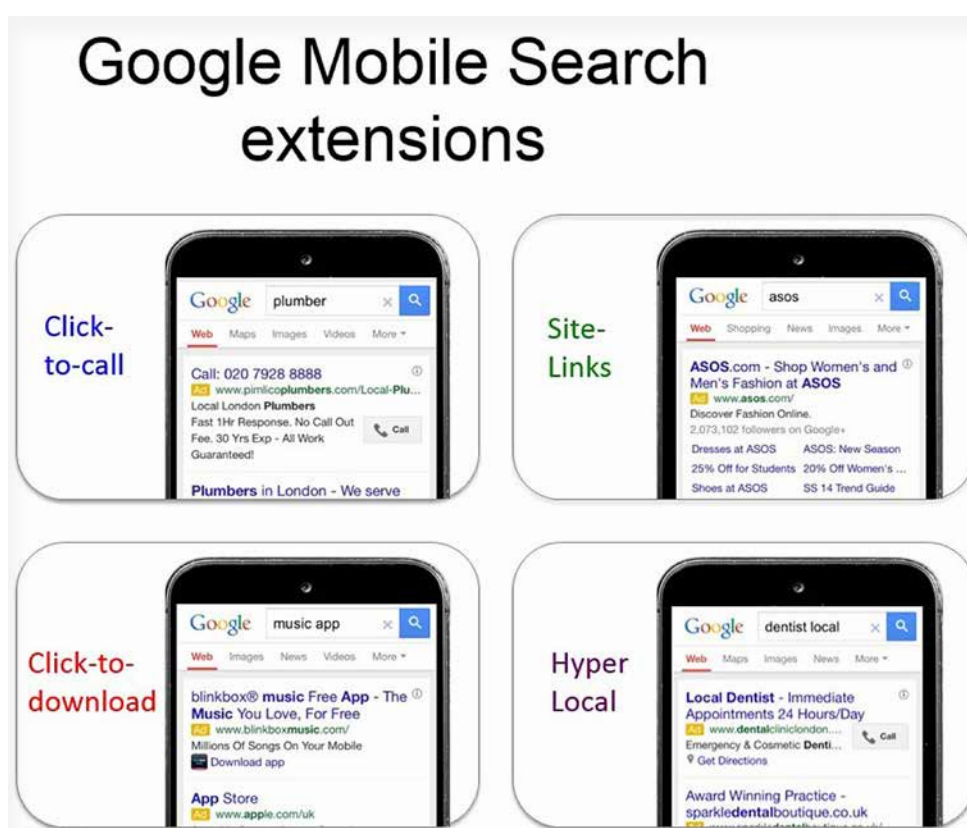 Google Mobile Search
extensions
Click-
to-call
Google plumber
Web Maps Images Videos More
Call: 020 7928 8888
Ad www.pimlicoplumbers.com/Local-Plu...
Local London Plumbers
Fast 1Hr Response. No Call Out
Fee. 30 Yrs Exp - All Work
Guaranteed!
Call
Plumbers in London - We serve
Site-
Links
Google asos
Web Shopping News Images More
ASOS.com - Shop Women's and
Men's Fashion at ASOS
Ad www.asos.com/
Discover Fashion Online.
2,073,102 followers on Google+
Dresses at ASOS ASOS: New Season
25% Off for Students 20% Off Women's ...
Shoes at ASOS SS 14 Trend Guide
Click-to-
download
Google music app
Web Images News Videos More
blinkbox® music Free App - The
Music You Love, For Free
Ad www.blinkboxmusic.com/
Millions Of Songs On Your Mobile
Download app
App Store
Ad www.apple.com/uk
Hyper
Local
Google dentist local
Web Maps Images News More
Local Dentist - Immediate
Appointments 24 Hours/Day
Ad www.dentalcliniclondon....
Emergency & Cosmetic Denti...
Call
Get Directions
Award Winning Practice -
sparkledentalboutique.co.uk